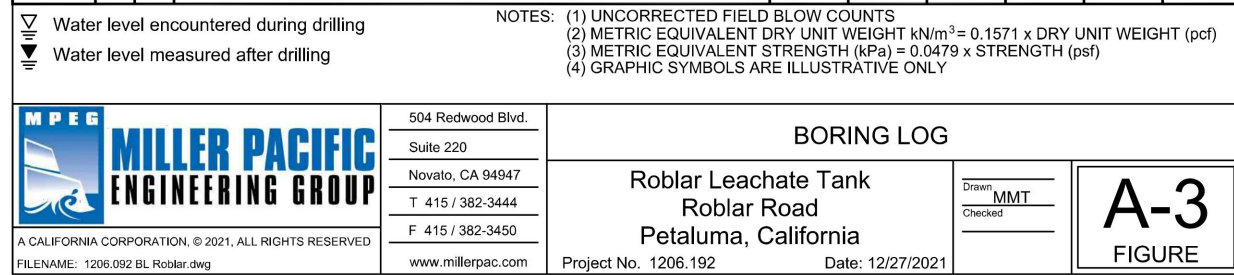 Water level encountered during drilling
Water level measured after drilling
NOTES: (1) UNCORRECTED FIELD BLOW COUNTS
(2) METRIC EQUIVALENT DRY UNIT WEIGHT kN/m³= 0.1571 x DRY UNIT WEIGHT (pcf)
(3) METRIC EQUIVALENT STRENGTH (kPa) = 0.0479 x STRENGTH (psf)
(4) GRAPHIC SYMBOLS ARE ILLUSTRATIVE ONLY
MPEG
MILLER PACIFIC
ENGINEERING GROUP
A CALIFORNIA CORPORATION, © 2021, ALL RIGHTS RESERVED
FILENAME: 1206.092 BL Roblar.dwg
504 Redwood Blvd.
Suite 220
Novato, CA 94947
T 415 / 382-3444
F 415 / 382-3450
www.millerpac.com
BORING LOG
Roblar Leachate Tank
Roblar Road
Petaluma, California
Project No. 1206.192 Date: 12/27/2021
Drawn
MMT
Checked
A-3
FIGURE